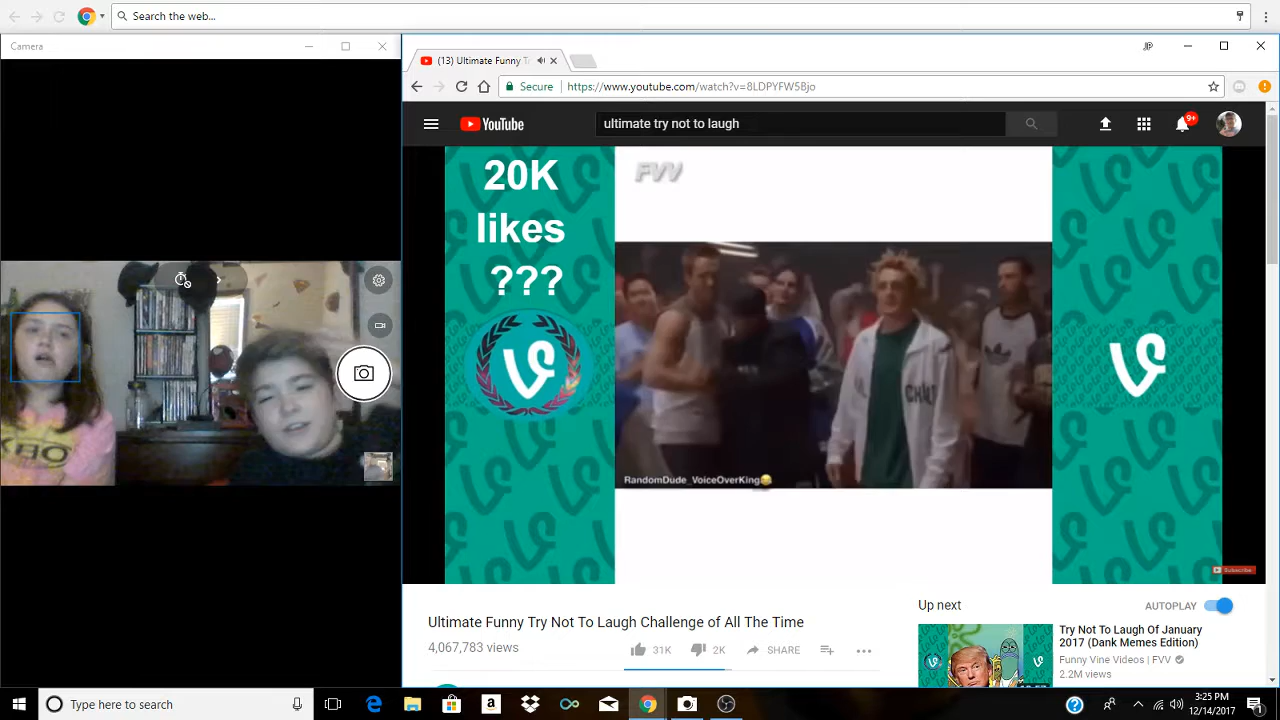 Search the web...
Camera
JP
(13) Ultimate Funny Tr
Secure
https://www.youtube.com/watch?v=8LDPYFW5Bjo
YouTube
ultimate try not to laugh
9+
20K
likes
???
FVV
RandomDude_VoiceOverKing😂
Subscribe
Ultimate Funny Try Not To Laugh Challenge of All The Time
4,067,783 views
31K
2K
SHARE
Up next
AUTOPLAY
Try Not To Laugh Of January
2017 (Dank Memes Edition)
Funny Vine Videos | FVV
2.2M views
Type here to search
3:25 PM
12/14/2017